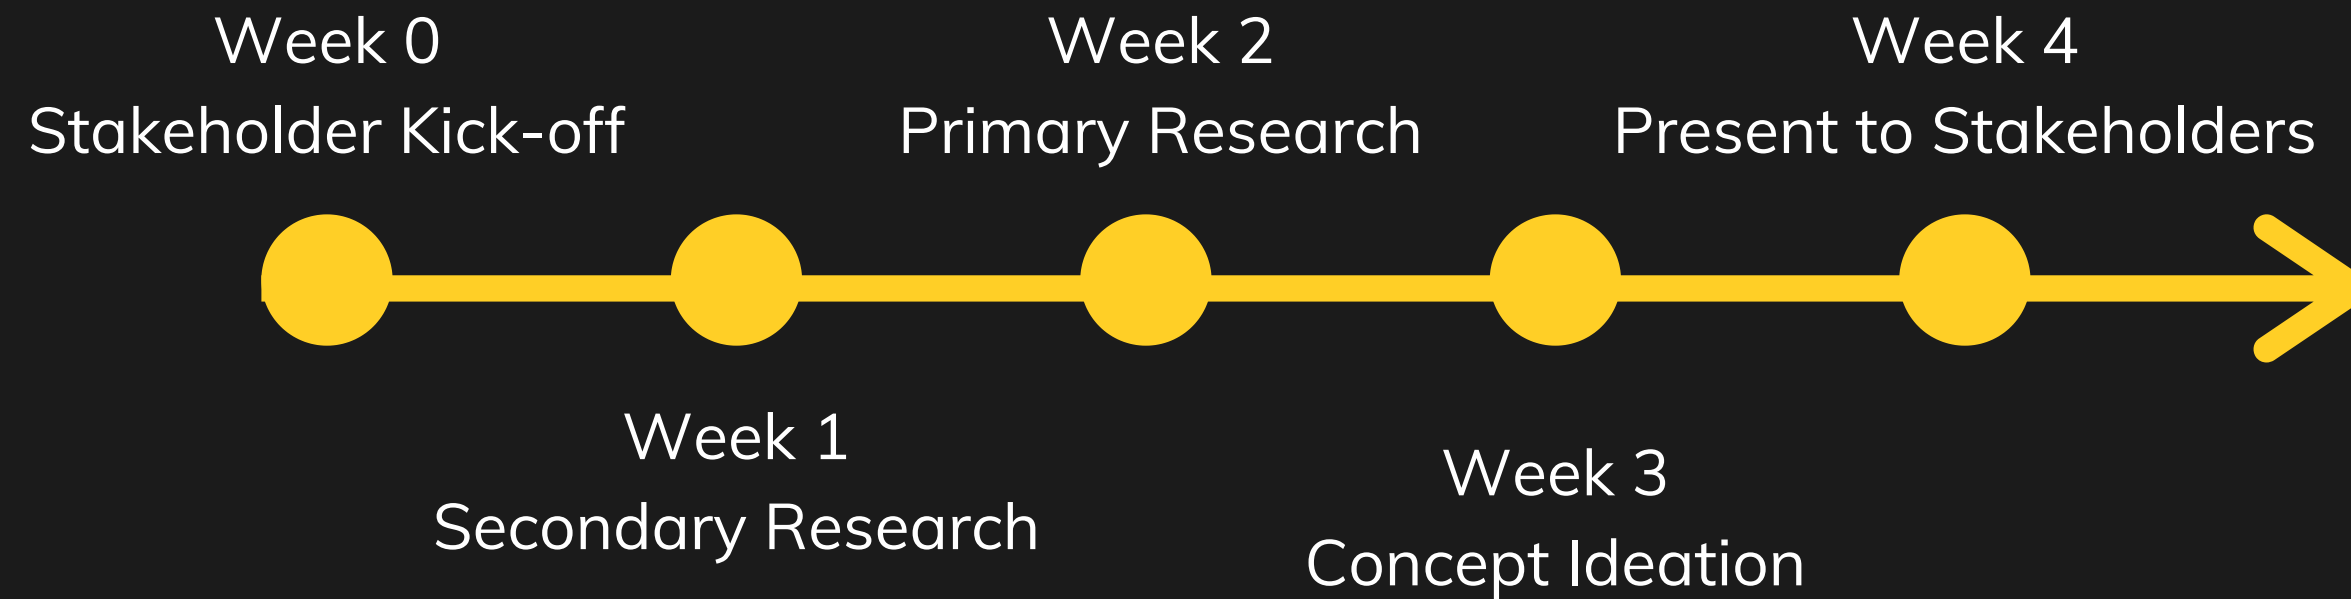 Week 0
Stakeholder Kick-off
Week 1
Secondary Research
Week 2
Primary Research
Week 3
Concept Ideation
Week 4
Present to Stakeholders